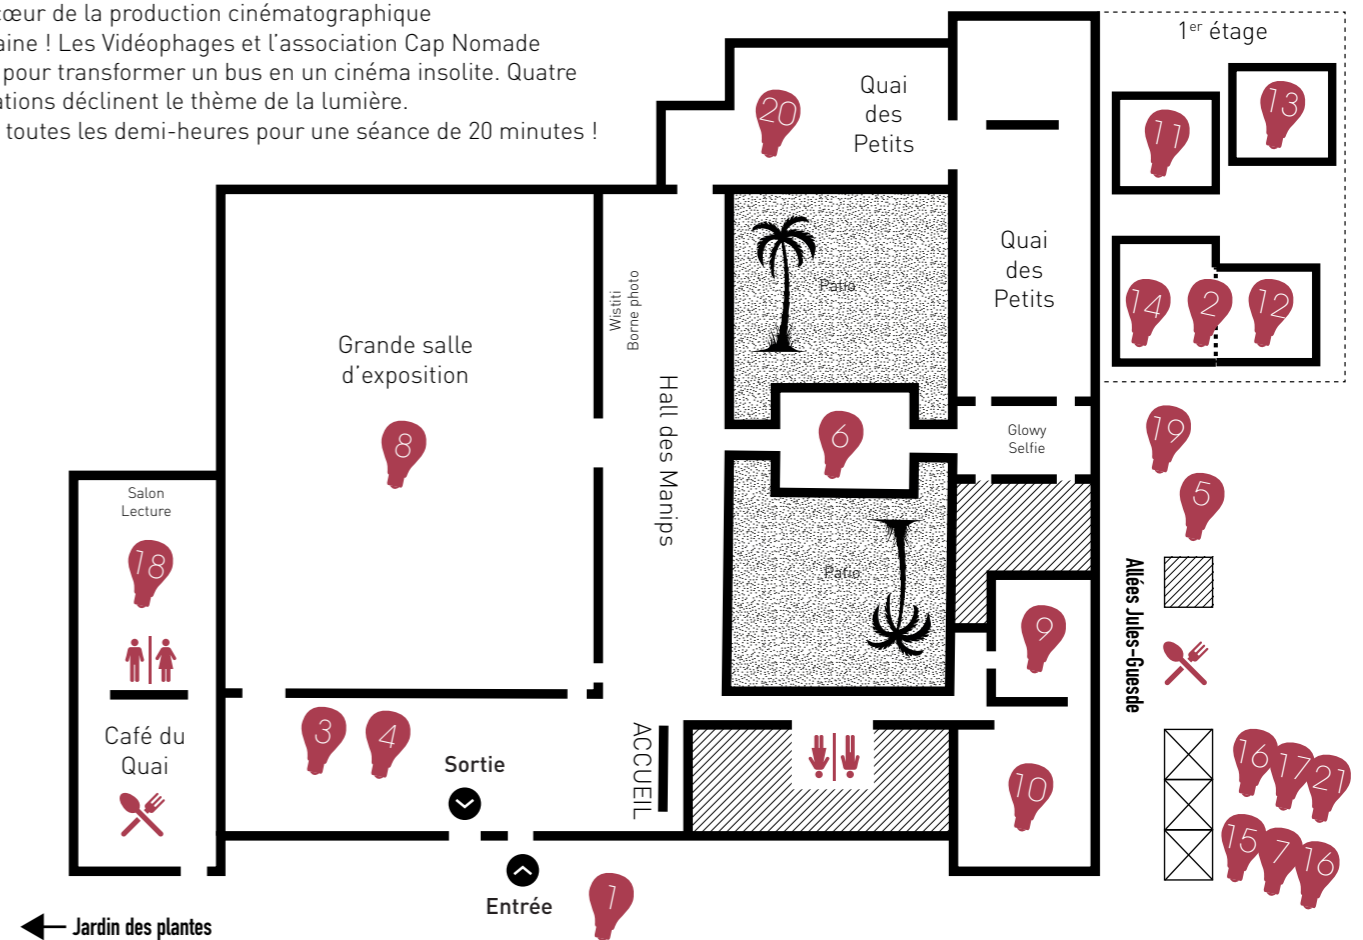 cœur de la production cinématographique
aine ! Les Vidéophages et l'association Cap Nomade
pour transformer un bus en un cinéma insolite. Quatre
ations déclinent le thème de la lumière.
toutes les demi-heures pour une séance de 20 minutes !
1er étage
13
11
20
Quai
des
Petits
Quai
des
Petits
14
2
12
Patio
Wistiti
Borne photo
Grande salle
d'exposition
Hall des Manips
8
6
Glowy
Selfie
19
5
Salon
Lecture
18
Patio
9
Allées Jules-Guesde
Café du
Quai
3
4
Sortie
ACCUEIL
10
16
17
21
15
7
16
Entrée
1
Jardin des plantes